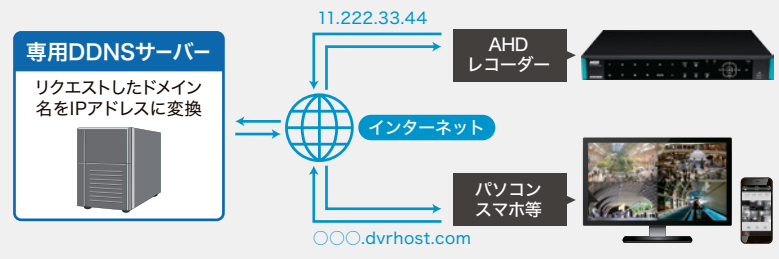 11.222.33.44
専用DDNSサーバー
リクエストしたドメイン
名をIPアドレスに変換
インターネット
AHD
レコーダー
パソコン
スマホ等
○○○.dvrhost.com